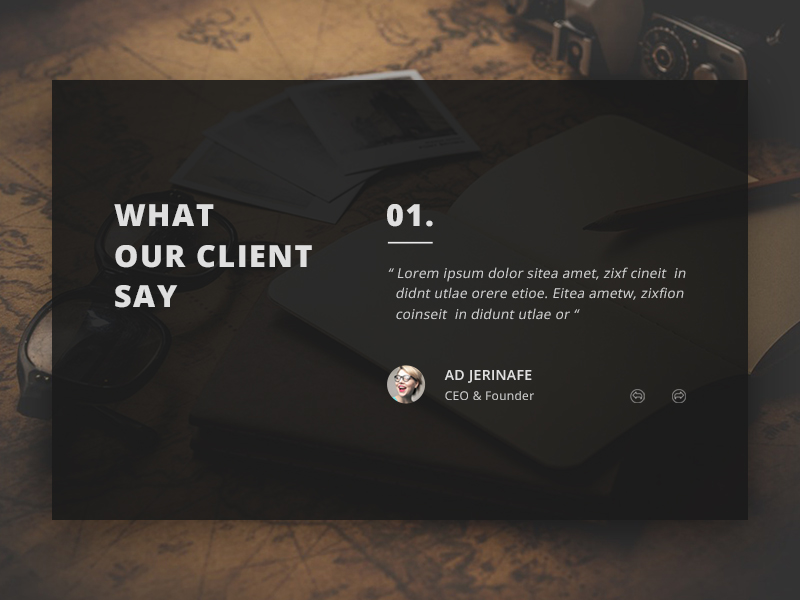 WHAT
OUR CLIENT
SAY
01.
“ Lorem ipsum dolor sitea amet, zixf cineit  in
didnt utlae orere etioe. Eitea ametw, zixfion
coinseit  in didunt utlae or “
AD JERINAFE
CEO & Founder